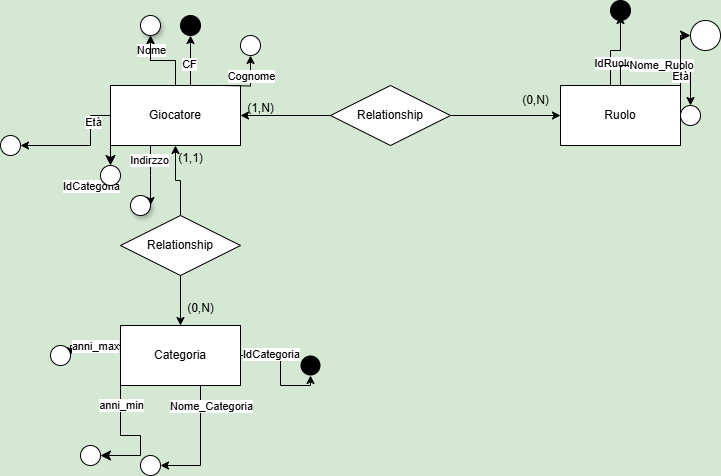 Nome
CF
Cognome
IdRuolo
Nome_Ruolo
Età
Giocatore
(1,N)
Relationship
(0,N)
Ruolo
Età
Indirzzo
(1,1)
IdCategoria
Relationship
(0,N)
anni_max
Categoria
IdCategoria
anni_min
Nome_Categoria